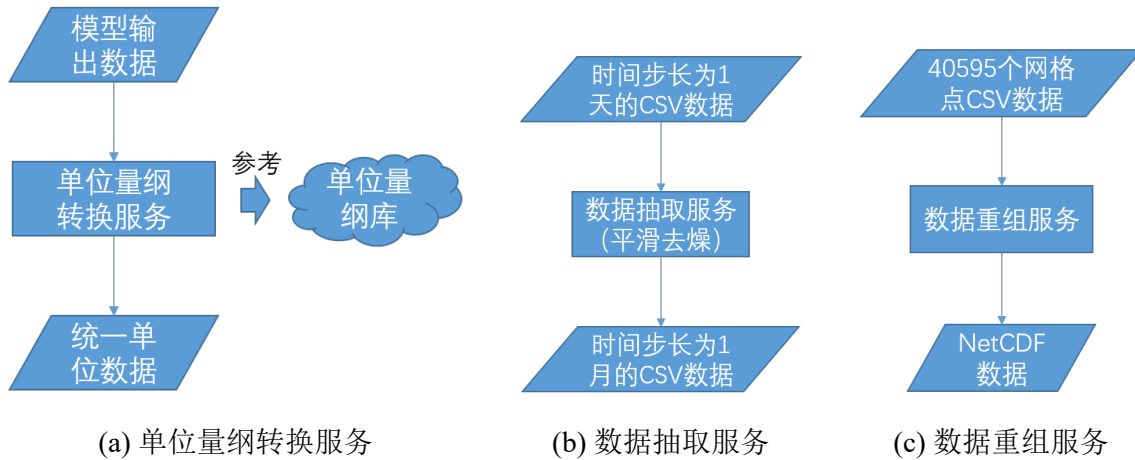 模型输
出数据
单位量纲
转换服务
参考
单位量
纲库
统一单
位数据
(a) 单位量纲转换服务
时间步长为1
天的CSV数据
数据抽取服务
（平滑去燥）
时间步长为1
月的CSV数据
(b) 数据抽取服务
40595个网格
点CSV数据
数据重组服务
NetCDF
数据
(c) 数据重组服务